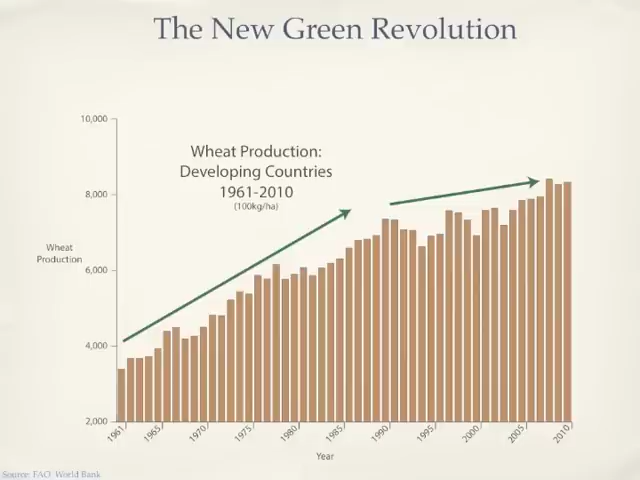 The New Green Revolution
10,000
Wheat Production:
Developing Countries
1961-2010
(100kg/ha)
8,000
Wheat
Production
6,000
4,000
2,000
1961 1965 1970 1975 1980 1985 1990 1995 2000 2005 2010
Year
Source: FAO, World Bank